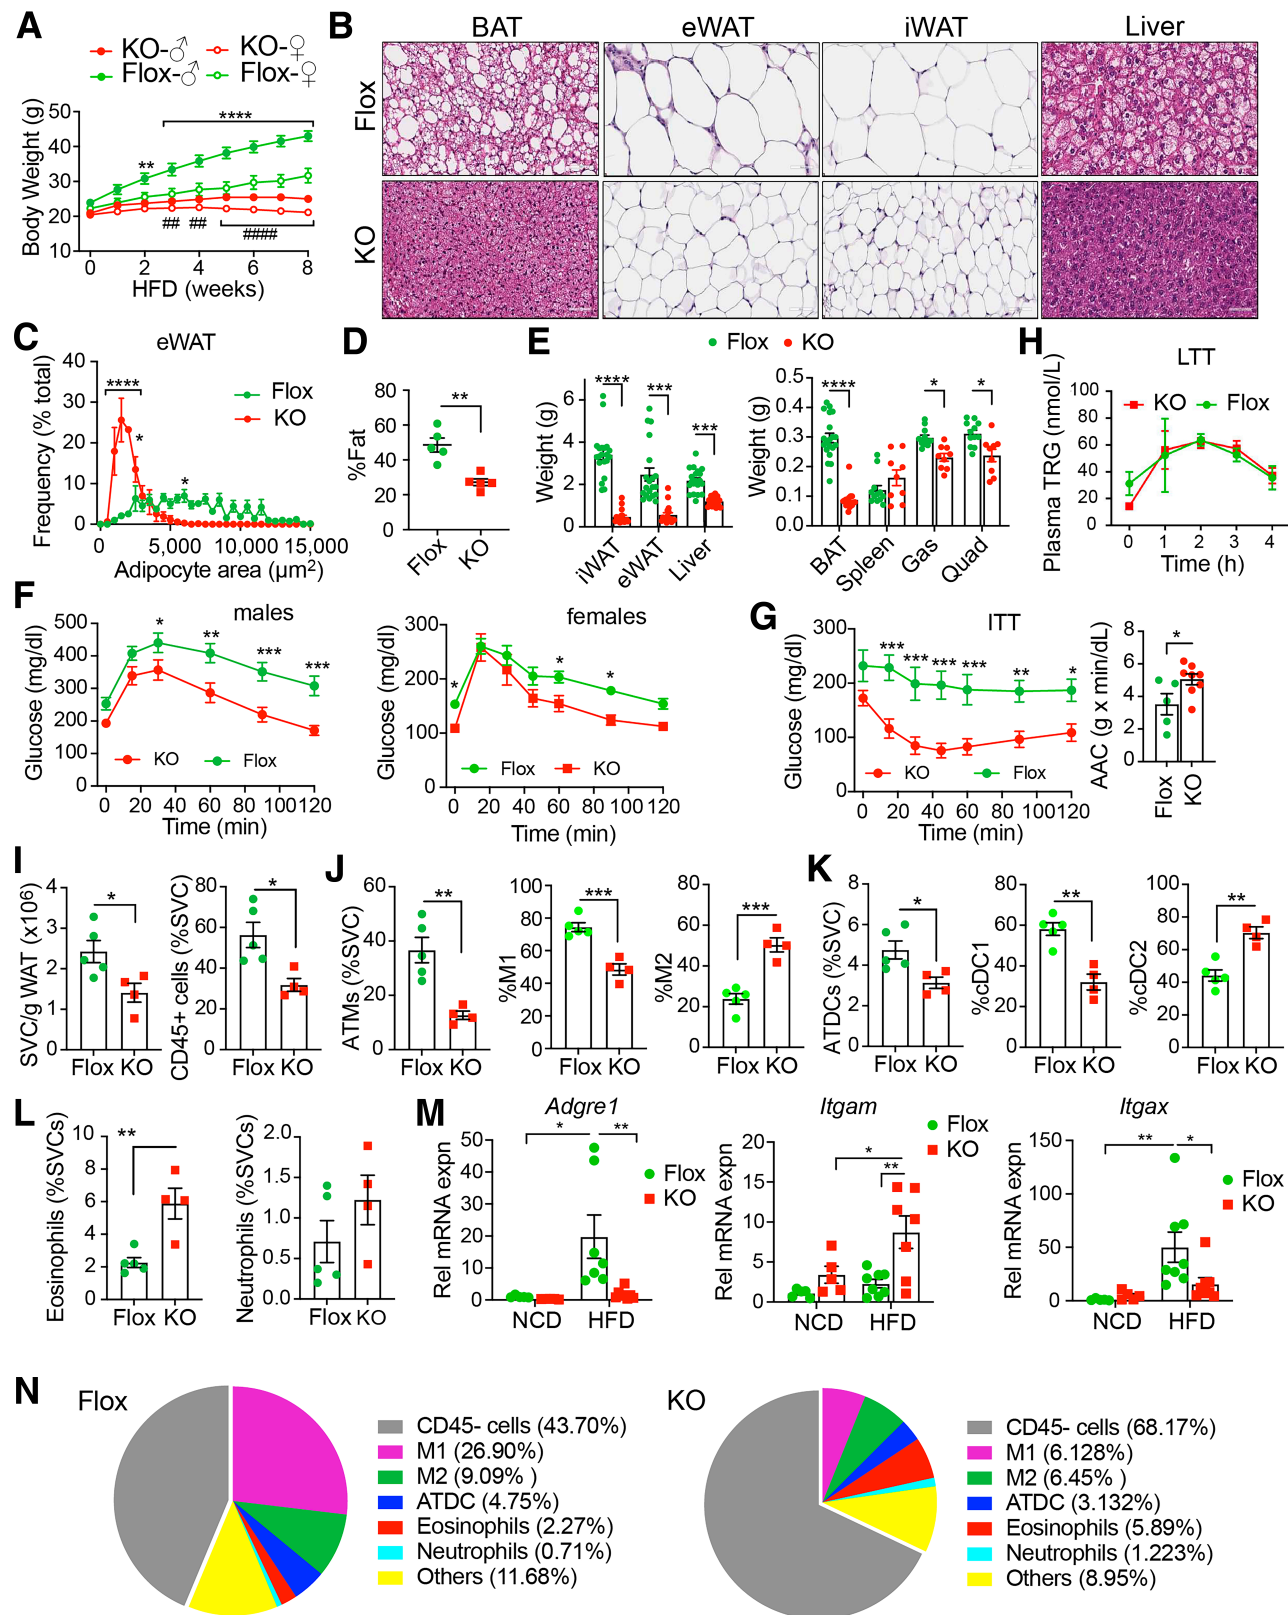 A
KO-♂ KO-♀
Flox-♂ Flox-♀
Body Weight (g)
50
40
30
20
10
**
****
## ##
####
0 2 4 6 8
HFD (weeks)
B
BAT eWAT iWAT Liver
Flox
KO
C
eWAT
Frequency (% total)
40
30
20
10
0
****
*
*
Flox
KO
0 5,000 10,000 15,000
Adipocyte area (µm²)
D
%Fat
80
60
40
20
0
**
Flox KO
E
Flox KO
Weight (g)
6
4
2
0
****
***
***
iWAT eWAT Liver
Weight (g)
0.5
0.4
0.3
0.2
0.1
0.0
****
* *
BAT Spleen Gas Quad
H
LTT
Plasma TRG (nmol/L)
100
80
60
40
20
0
KO Flox
0 1 2 3 4
Time (h)
F
males
Glucose (mg/dl)
500
400
300
200
100
0
* ** *** ***
KO Flox
0 20 40 60 80 100 120
Time (min)
females
Glucose (mg/dl)
300
200
100
0
* * *
Flox KO
0 20 40 60 80 100 120
Time (min)
G
ITT
Glucose (mg/dl)
300
200
100
0
*** *** *** *** ** *
KO Flox
0 20 40 60 80 100 120
Time (min)
AAC (g x min/dL)
8
6
4
2
0
*
Flox KO
I
SVC/g WAT (x10⁶)
4
3
2
1
0
*
Flox KO
CD45+ cells (%SVC)
80
60
40
20
0
*
Flox KO
J
ATMs (%SVC)
60
40
20
0
**
Flox KO
%M1
100
80
60
40
20
0
***
Flox KO
%M2
80
60
40
20
0
***
Flox KO
K
ATDCs (%SVC)
8
6
4
2
0
*
Flox KO
%cDC1
80
60
40
20
0
**
Flox KO
%cDC2
100
80
60
40
20
0
**
Flox KO
L
Eosinophils (%SVCs)
10
8
6
4
2
0
**
Flox KO
Neutrophils (%SVCs)
2.0
1.5
1.0
0.5
0.0
Flox KO
M
Adgre1
Rel mRNA expn
50
40
30
20
10
0
* **
Flox
KO
NCD HFD
Itgam
Rel mRNA expn
20
15
10
5
0
*
**
Flox
KO
NCD HFD
Itgax
Rel mRNA expn
150
100
50
0
** *
Flox
KO
NCD HFD
N
Flox
CD45- cells (43.70%)
M1 (26.90%)
M2 (9.09% )
ATDC (4.75%)
Eosinophils (2.27%)
Neutrophils (0.71%)
Others (11.68%)
KO
CD45- cells (68.17%)
M1 (6.128%)
M2 (6.45% )
ATDC (3.132%)
Eosinophils (5.89%)
Neutrophils (1.223%)
Others (8.95%)